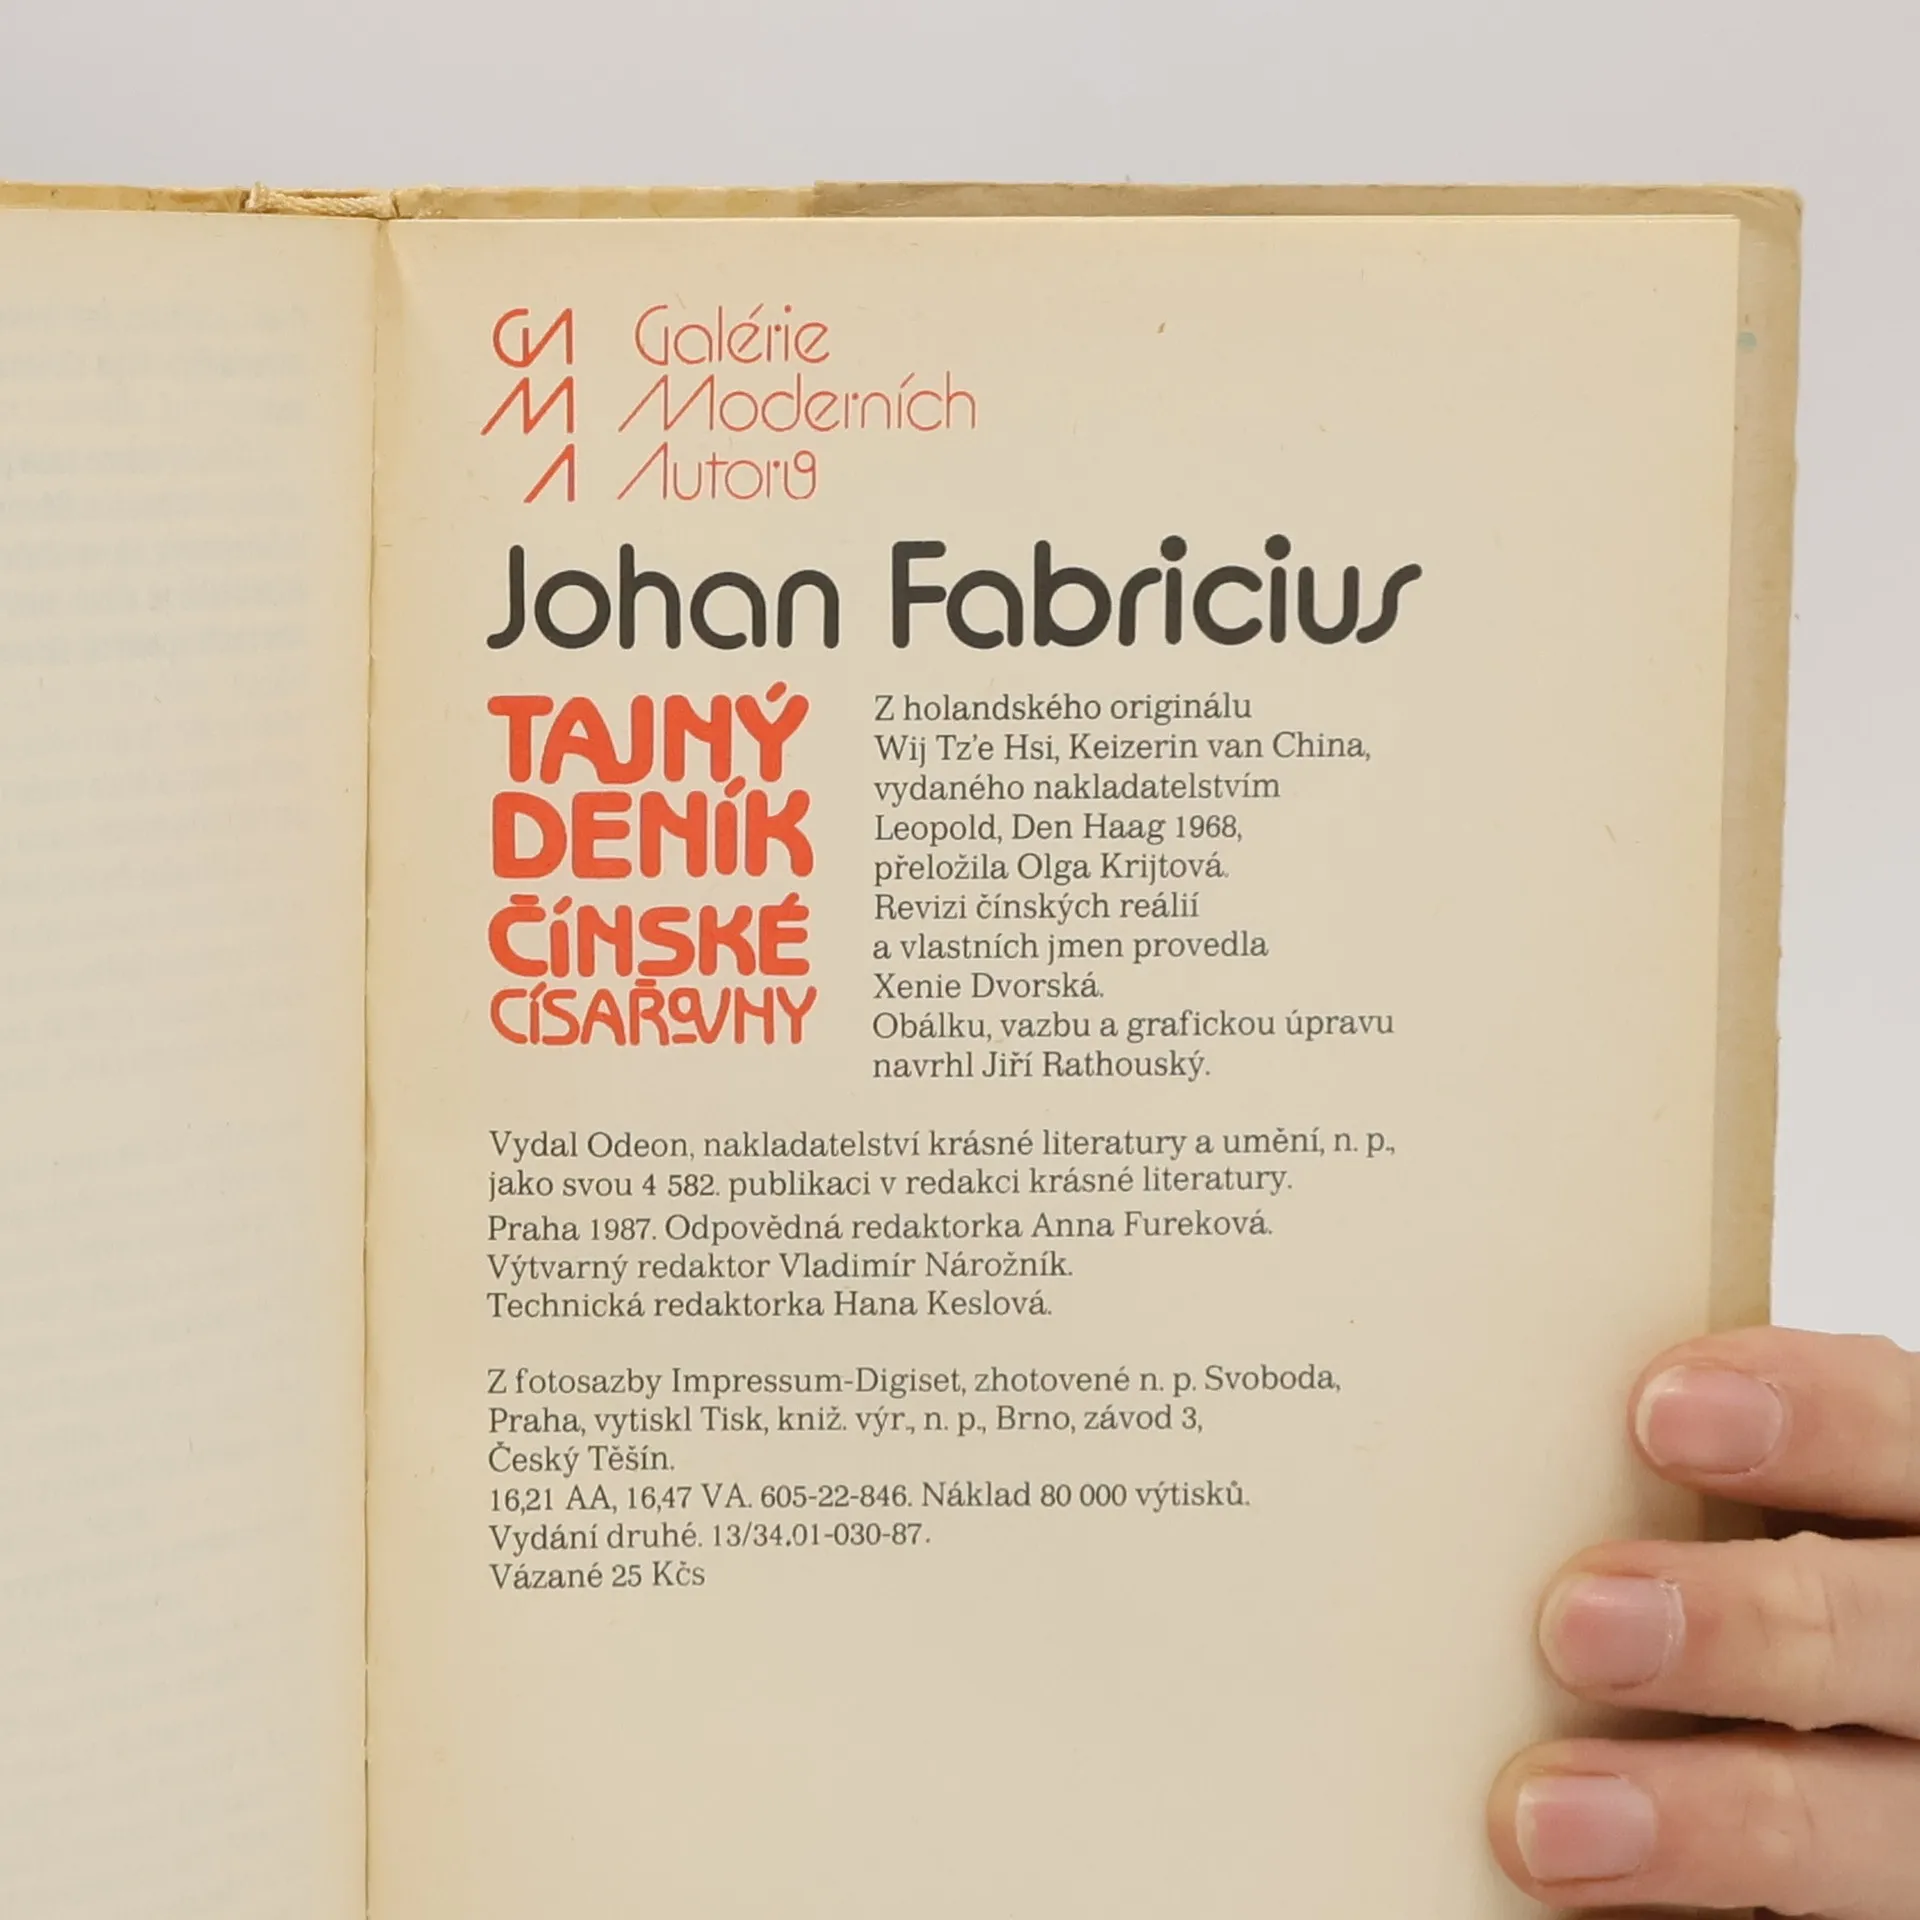 GMA
Galérie
Moderních
Autorů
Johan Fabricius
TAJNÝ
DENÍK
ČÍNSKÉ
CÍSAŘOVNY
Z holandského originálu
Wij Tz'e Hsi, Keizerin van China,
vydaného nakladatelstvím
Leopold, Den Haag 1968,
přeložila Olga Krijtová.
Revizi čínských reálií
a vlastních jmen provedla
Xenie Dvorská.
Obálku, vazbu a grafickou úpravu
navrhl Jiří Rathouský.
Vydal Odeon, nakladatelství krásné literatury a umění, n. p.,
jako svou 4 582. publikaci v redakci krásné literatury.
Praha 1987. Odpovědná redaktorka Anna Fureková.
Výtvarný redaktor Vladimír Nárožník.
Technická redaktorka Hana Keslová.
Z fotosazby Impressum-Digiset, zhotovené n. p. Svoboda,
Praha, vytiskl Tisk, kniž. výr., n. p., Brno, závod 3,
Český Těšín.
16,21 AA, 16,47 VA. 605-22-846. Náklad 80 000 výtisků.
Vydání druhé. 13/34.01-030-87.
Vázané 25 Kčs